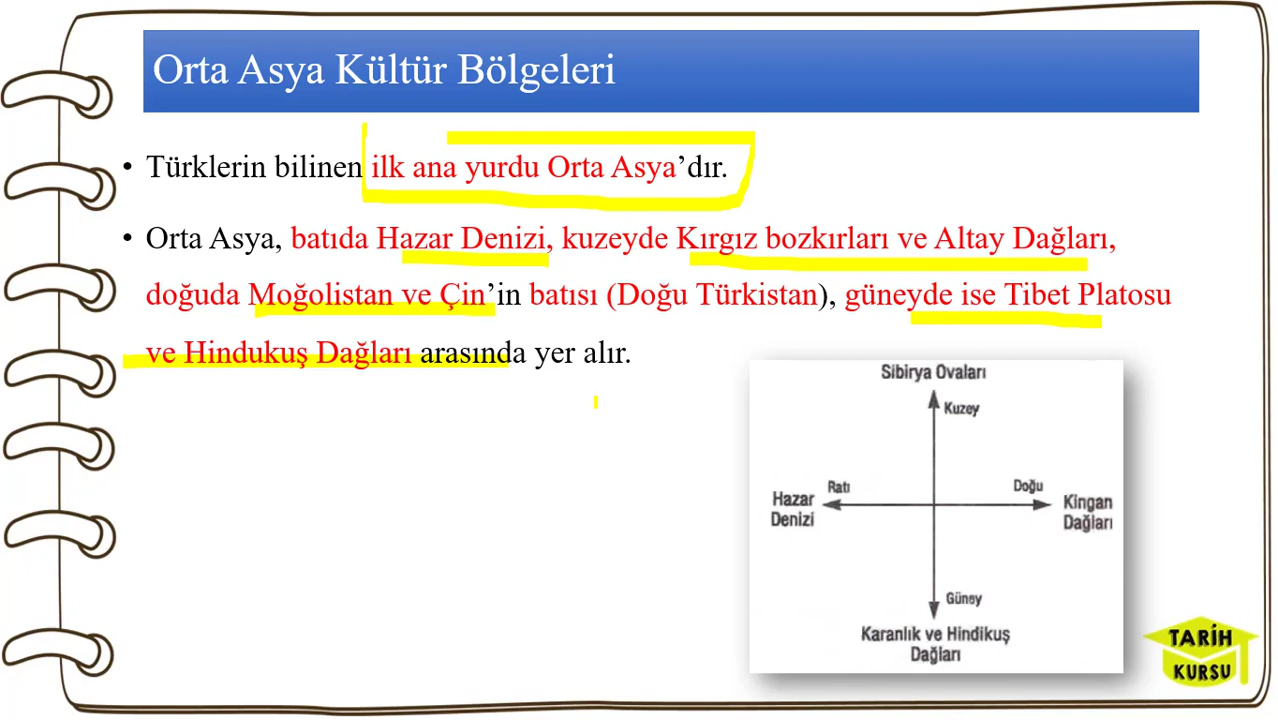 Orta Asya Kültür Bölgeleri
• Türklerin bilinen ilk ana yurdu Orta Asya’dır.
• Orta Asya, batıda Hazar Denizi, kuzeyde Kırgız bozkırları ve Altay Dağları,
doğuda Moğolistan ve Çin’in batısı (Doğu Türkistan), güneyde ise Tibet Platosu
ve Hindukuş Dağları arasında yer alır.
Sibirya Ovaları
Kuzey
Ratı
Doğu
Hazar
Denizi
Kingan
Dağları
Güney
Karanlık ve Hindikuş
Dağları
TARİH
KURSU